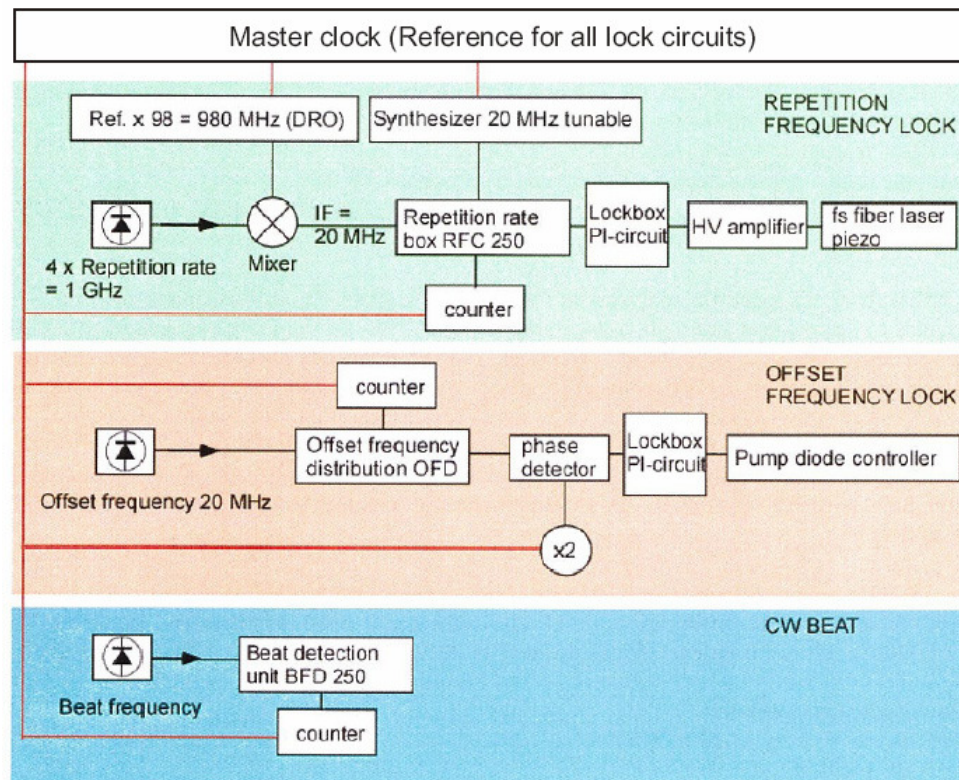 Master clock (Reference for all lock circuits)
REPETITION
FREQUENCY LOCK
Ref. x 98 = 980 MHz (DRO)
Synthesizer 20 MHz tunable
4 x Repetition rate
= 1 GHz
Mixer
IF =
20 MHz
Repetition rate
box RFC 250
Lockbox
PI-circuit
HV amplifier
fs fiber laser
piezo
counter
OFFSET
FREQUENCY LOCK
counter
Offset frequency 20 MHz
Offset frequency
distribution OFD
phase
detector
Lockbox
PI-circuit
Pump diode controller
x2
CW BEAT
Beat frequency
Beat detection
unit BFD 250
counter